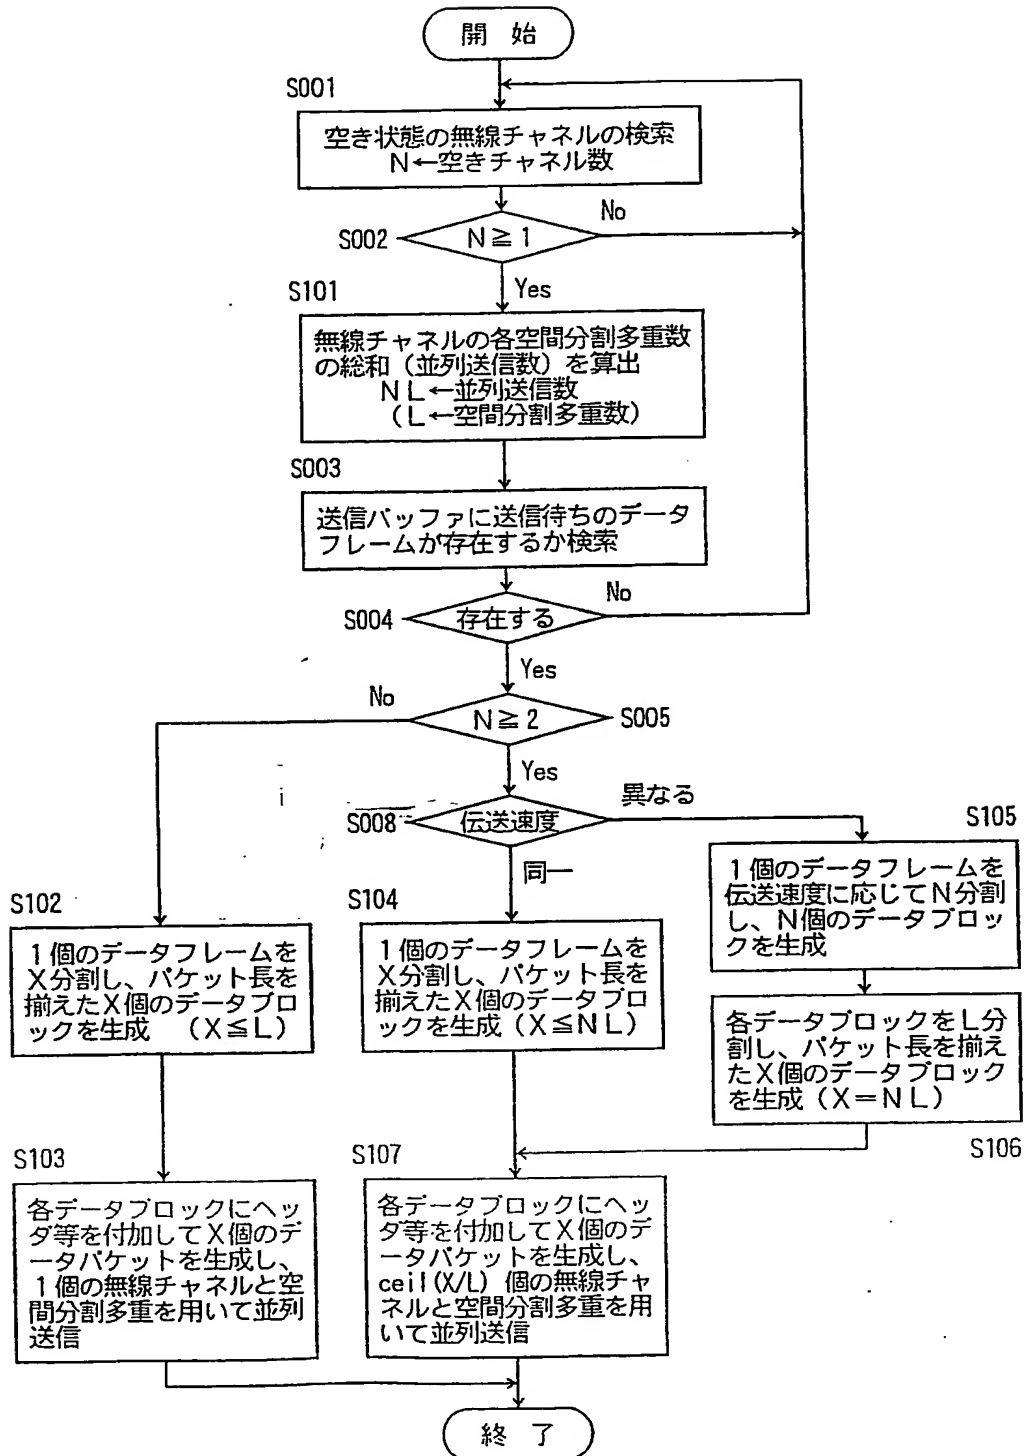 開 始
S001
空き状態の無線チャネルの検索
N←空きチャネル数
No
S002
N≧1
Yes
S101
無線チャネルの各空間分割多重数
の総和（並列送信数）を算出
NL←並列送信数
（L←空間分割多重数）
S003
送信バッファに送信待ちのデータ
フレームが存在するか検索
No
S004
存在する
Yes
No
N≧2
S005
Yes
異なる
S008
伝送速度
S105
同一
1個のデータフレームを
伝送速度に応じてN分割
し、N個のデータブロッ
クを生成
S102
1個のデータフレームを
X分割し、パケット長を
揃えたX個のデータブロ
ックを生成 （X≦L）
S104
1個のデータフレームを
X分割し、パケット長を
揃えたX個のデータブロ
ックを生成（X≦NL）
各データブロックをL分
割し、パケット長を揃え
たX個のデータブロック
を生成（X＝NL）
S106
S103
各データブロックにヘッ
ダ等を付加してX個のデ
ータパケットを生成し、
1個の無線チャネルと空
間分割多重を用いて並列
送信
S107
各データブロックにヘッ
ダ等を付加してX個のデ
ータパケットを生成し、
ceil(X/L) 個の無線チャ
ネルと空間分割多重を用
いて並列送信
終 了